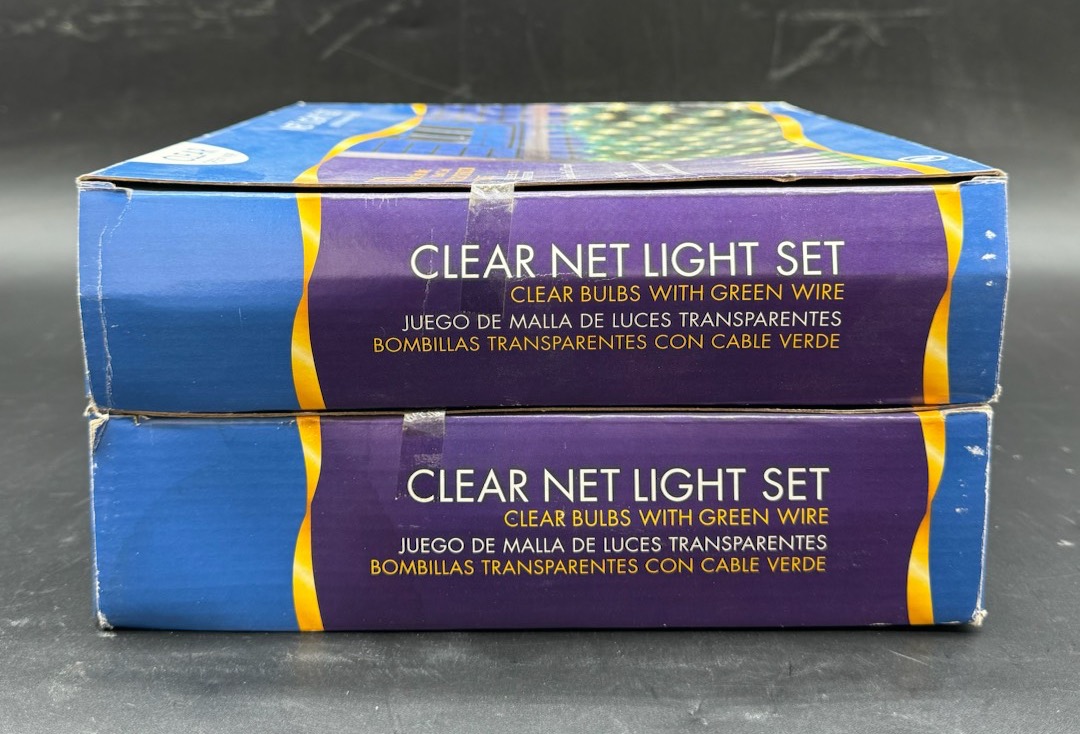 CLEAR NET LIGHT SET
CLEAR BULBS WITH GREEN WIRE
JUEGO DE MALLA DE LUCES TRANSPARENTES
BOMBILLAS TRANSPARENTES CON CABLE VERDE
CLEAR NET LIGHT SET
CLEAR BULBS WITH GREEN WIRE
JUEGO DE MALLA DE LUCES TRANSPARENTES
BOMBILLAS TRANSPARENTES CON CABLE VERDE